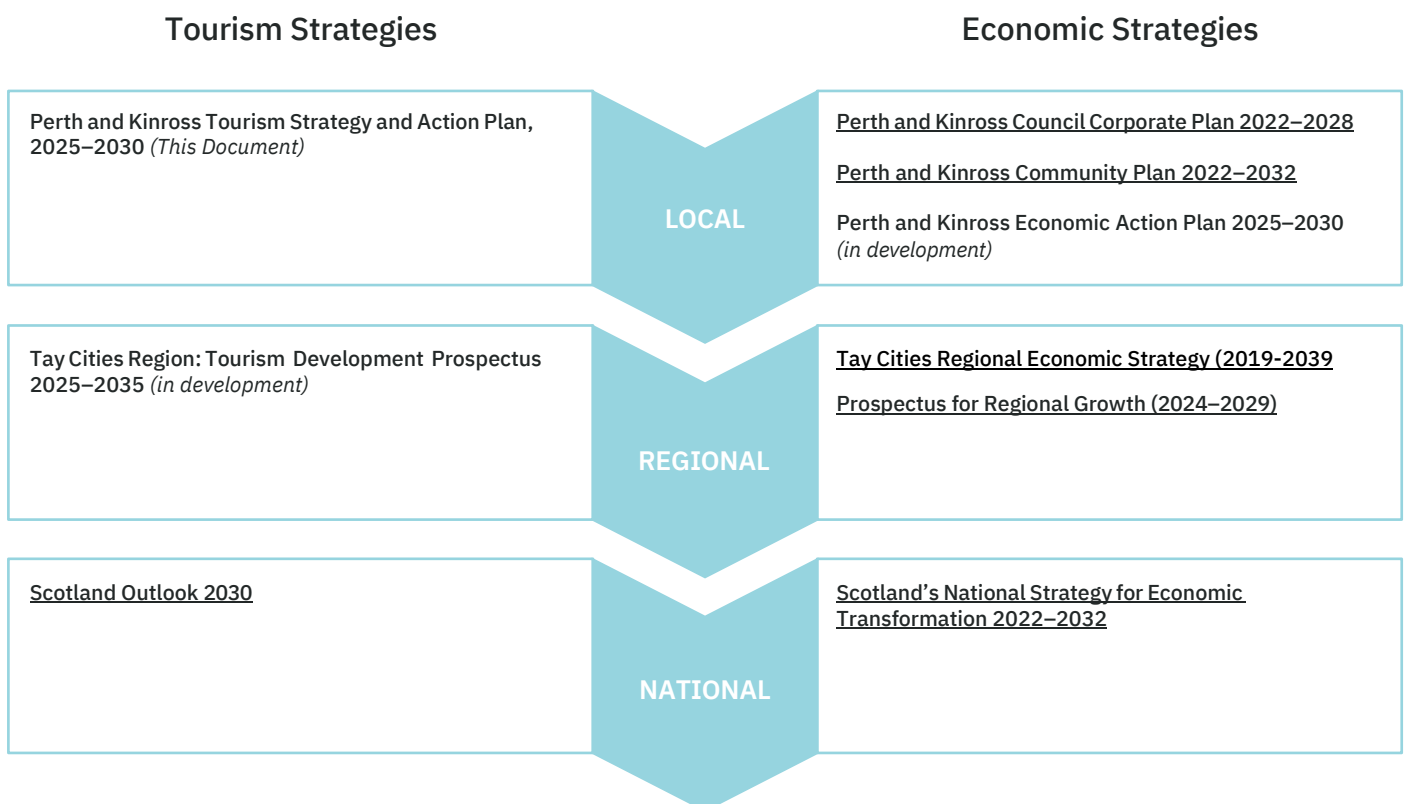 Tourism Strategies
Economic Strategies
Perth and Kinross Tourism Strategy and Action Plan,
2025–2030 (This Document)
LOCAL
Perth and Kinross Council Corporate Plan 2022–2028
Perth and Kinross Community Plan 2022–2032
Perth and Kinross Economic Action Plan 2025–2030
(in development)
Tay Cities Region: Tourism Development Prospectus
2025–2035 (in development)
REGIONAL
Tay Cities Regional Economic Strategy (2019-2039
Prospectus for Regional Growth (2024–2029)
Scotland Outlook 2030
NATIONAL
Scotland’s National Strategy for Economic
Transformation 2022–2032